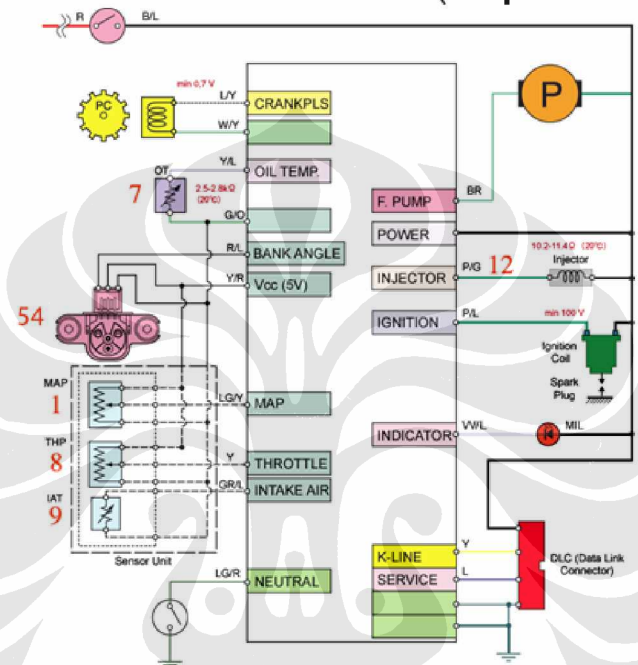 R
B/L
PC
min 0,7 V
L/Y
CRANKPLS
W/Y
Y/L
OIL TEMP.
OT
7
2.5-2.8kΩ
(20°C)
G/O
R/L
BANK ANGLE
Y/R
Vcc (5V)
54
MAP
1
LG/Y
MAP
THP
8
Y
THROTTLE
GR/L
INTAKE AIR
IAT
9
Sensor Unit
LG/R
NEUTRAL
P
BR
F. PUMP
POWER
10.2-11.4Ω (20°C)
Injector
INJECTOR
P/G
12
IGNITION
P/L
min 100 V
Ignition
Coil
Spark
Plug
INDICATOR
VW/L
MIL
K-LINE
Y
SERVICE
L
DLC (Data Link
Connector)